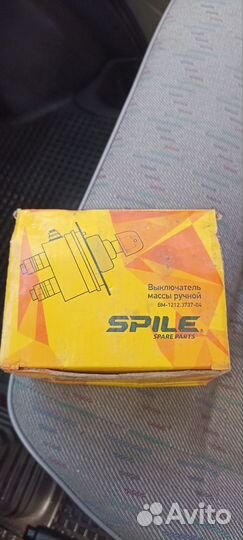 Выключатель
массы ручной
ВМ-1212.3737-04
SPILE
SPARE PARTS
Avito